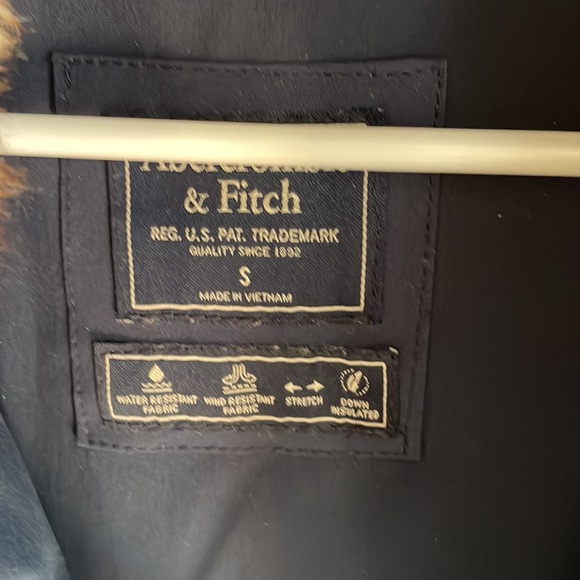 Abercrombie
& Fitch
REG. U.S. PAT. TRADEMARK
QUALITY SINCE 1892
S
MADE IN VIETNAM
WATER RESISTANT
FABRIC
WIND RESISTANT
FABRIC
STRETCH
DOWN
INSULATED